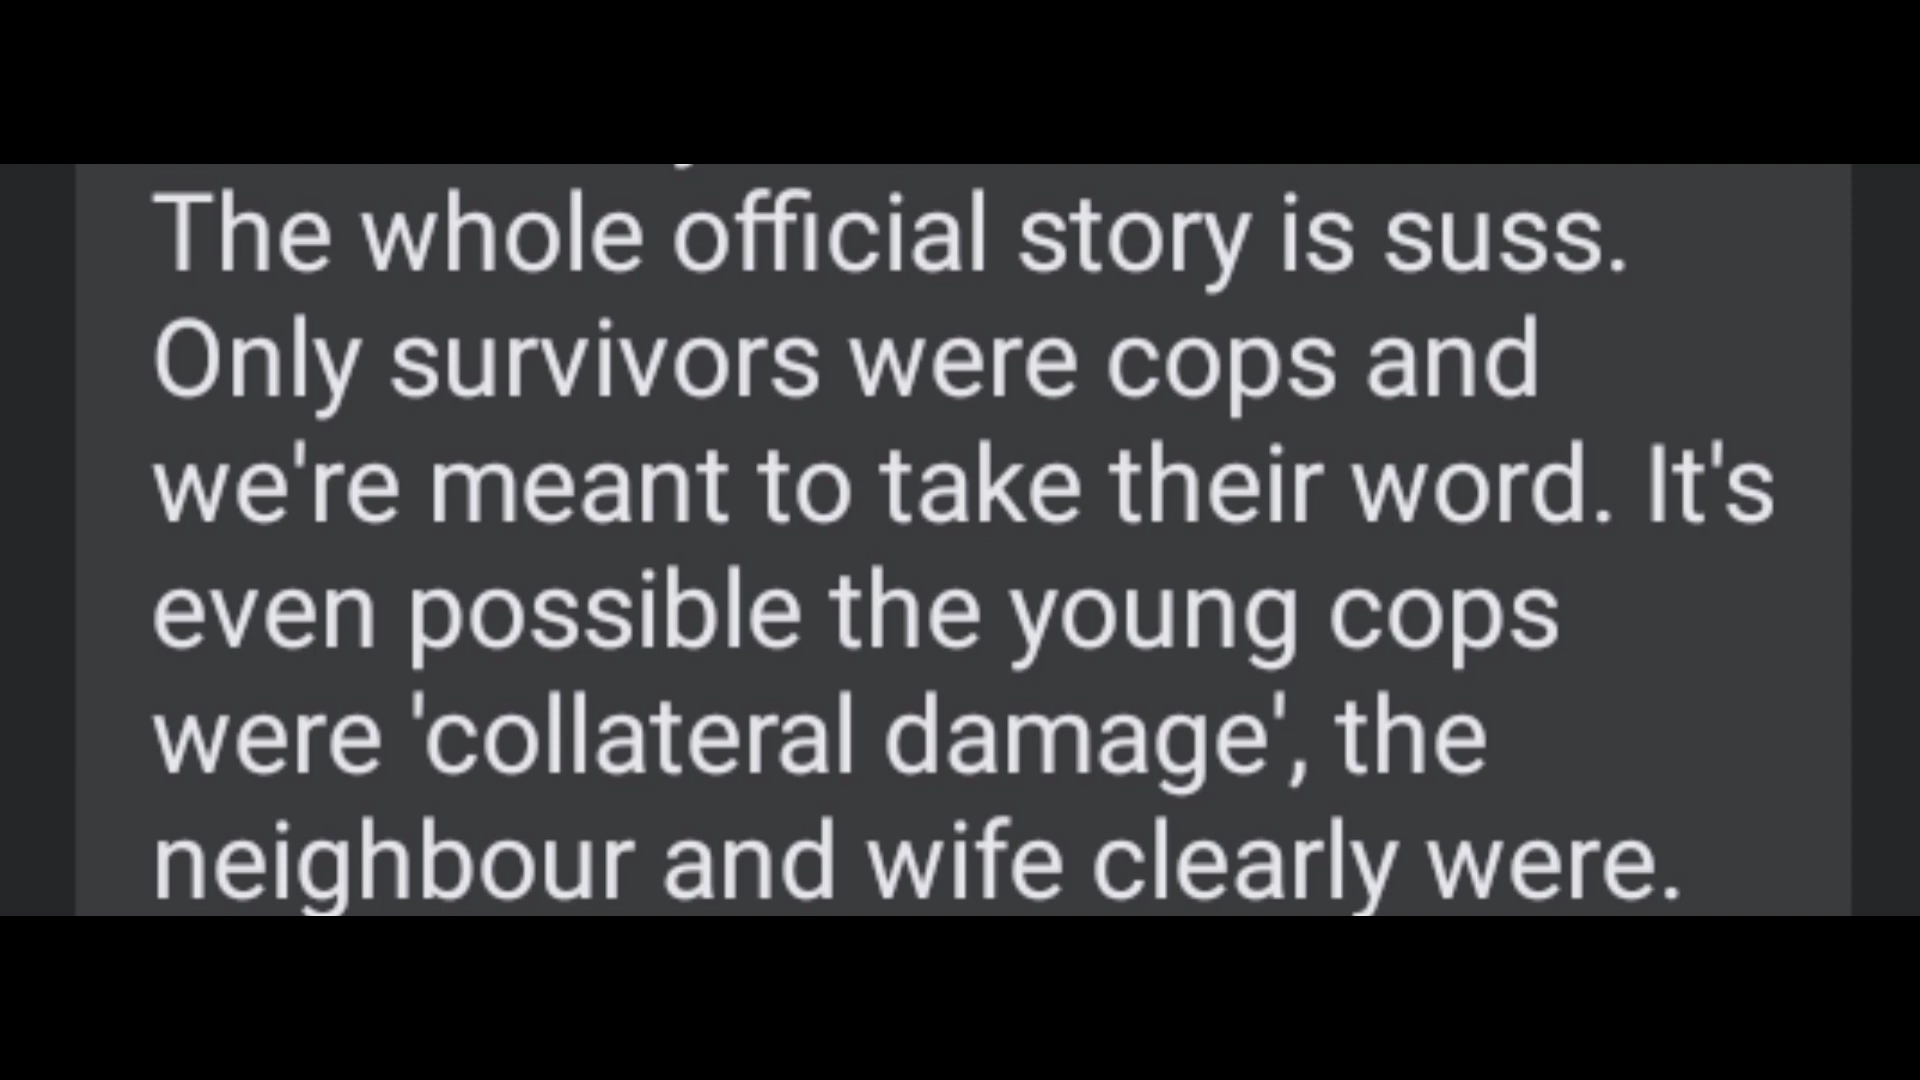 The whole official story is suss.
Only survivors were cops and
we're meant to take their word. It's
even possible the young cops
were 'collateral damage', the
neighbour and wife clearly were.